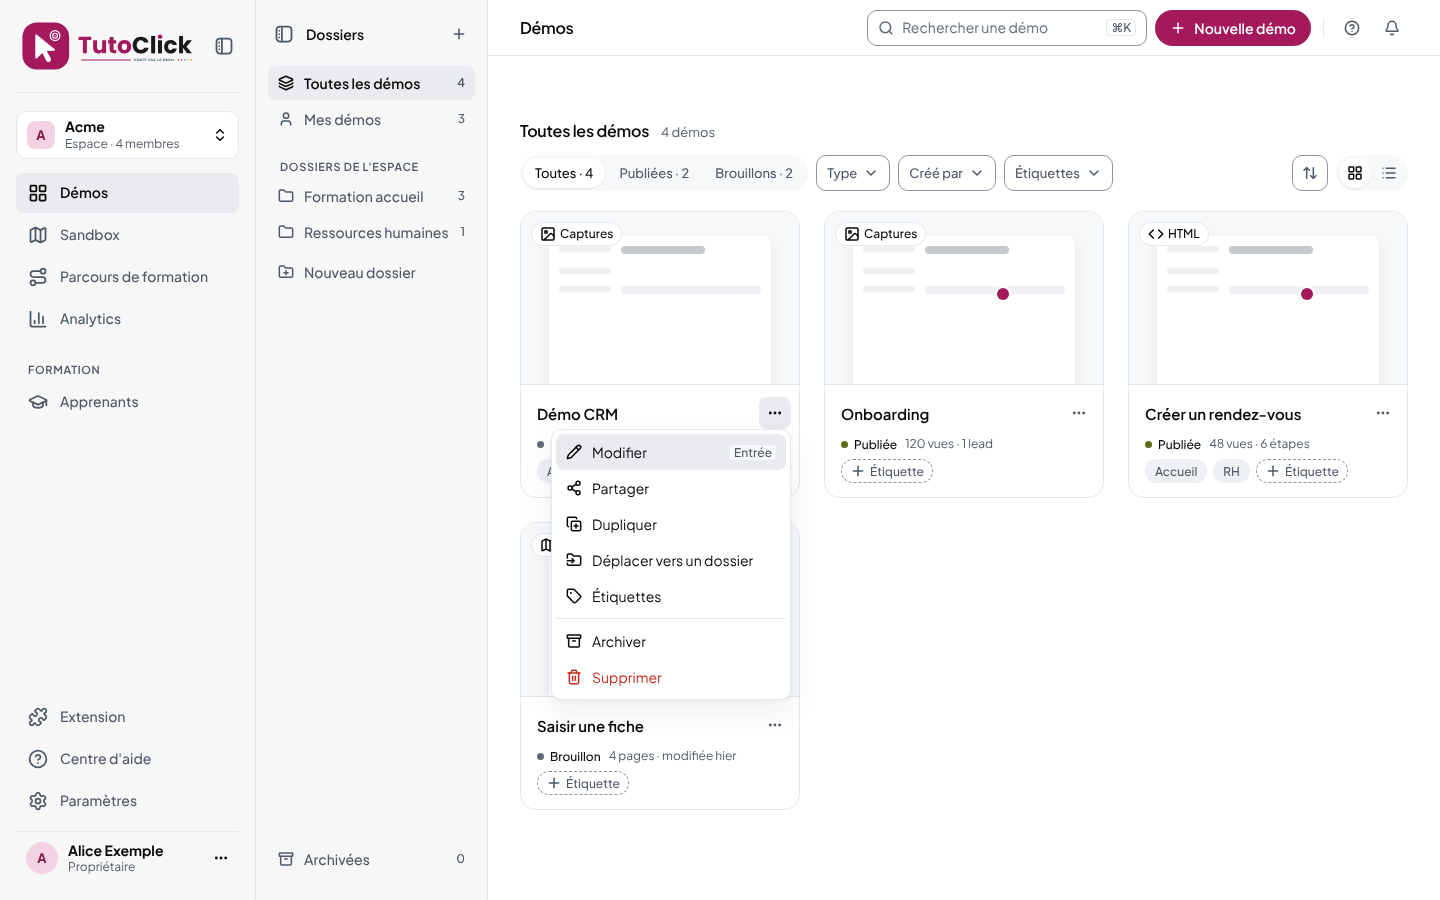 TutoClick
Acme
Espace · 4 membres
Démos
Sandbox
Parcours de formation
Analytics
FORMATION
Apprenants
Extension
Centre d'aide
Paramètres
A
Alice Exemple
Propriétaire
Dossiers
Toutes les démos 4
Mes démos 3
DOSSIERS DE L'ESPACE
Formation accueil 3
Ressources humaines 1
Nouveau dossier
Archivées 0
Démos
Rechercher une démo ⌘K
Nouvelle démo
Toutes les démos 4 démos
Toutes · 4 Publiées · 2 Brouillons · 2 Type Créé par Étiquettes
Captures
Démo CRM
Modifier Entrée
Partager
Dupliquer
Déplacer vers un dossier
Étiquettes
Archiver
Supprimer
Captures
Onboarding
Publiée 120 vues · 1 lead
Étiquette
HTML
Créer un rendez-vous
Publiée 48 vues · 6 étapes
Accueil RH Étiquette
Saisir une fiche
Brouillon 4 pages · modifiée hier
Étiquette